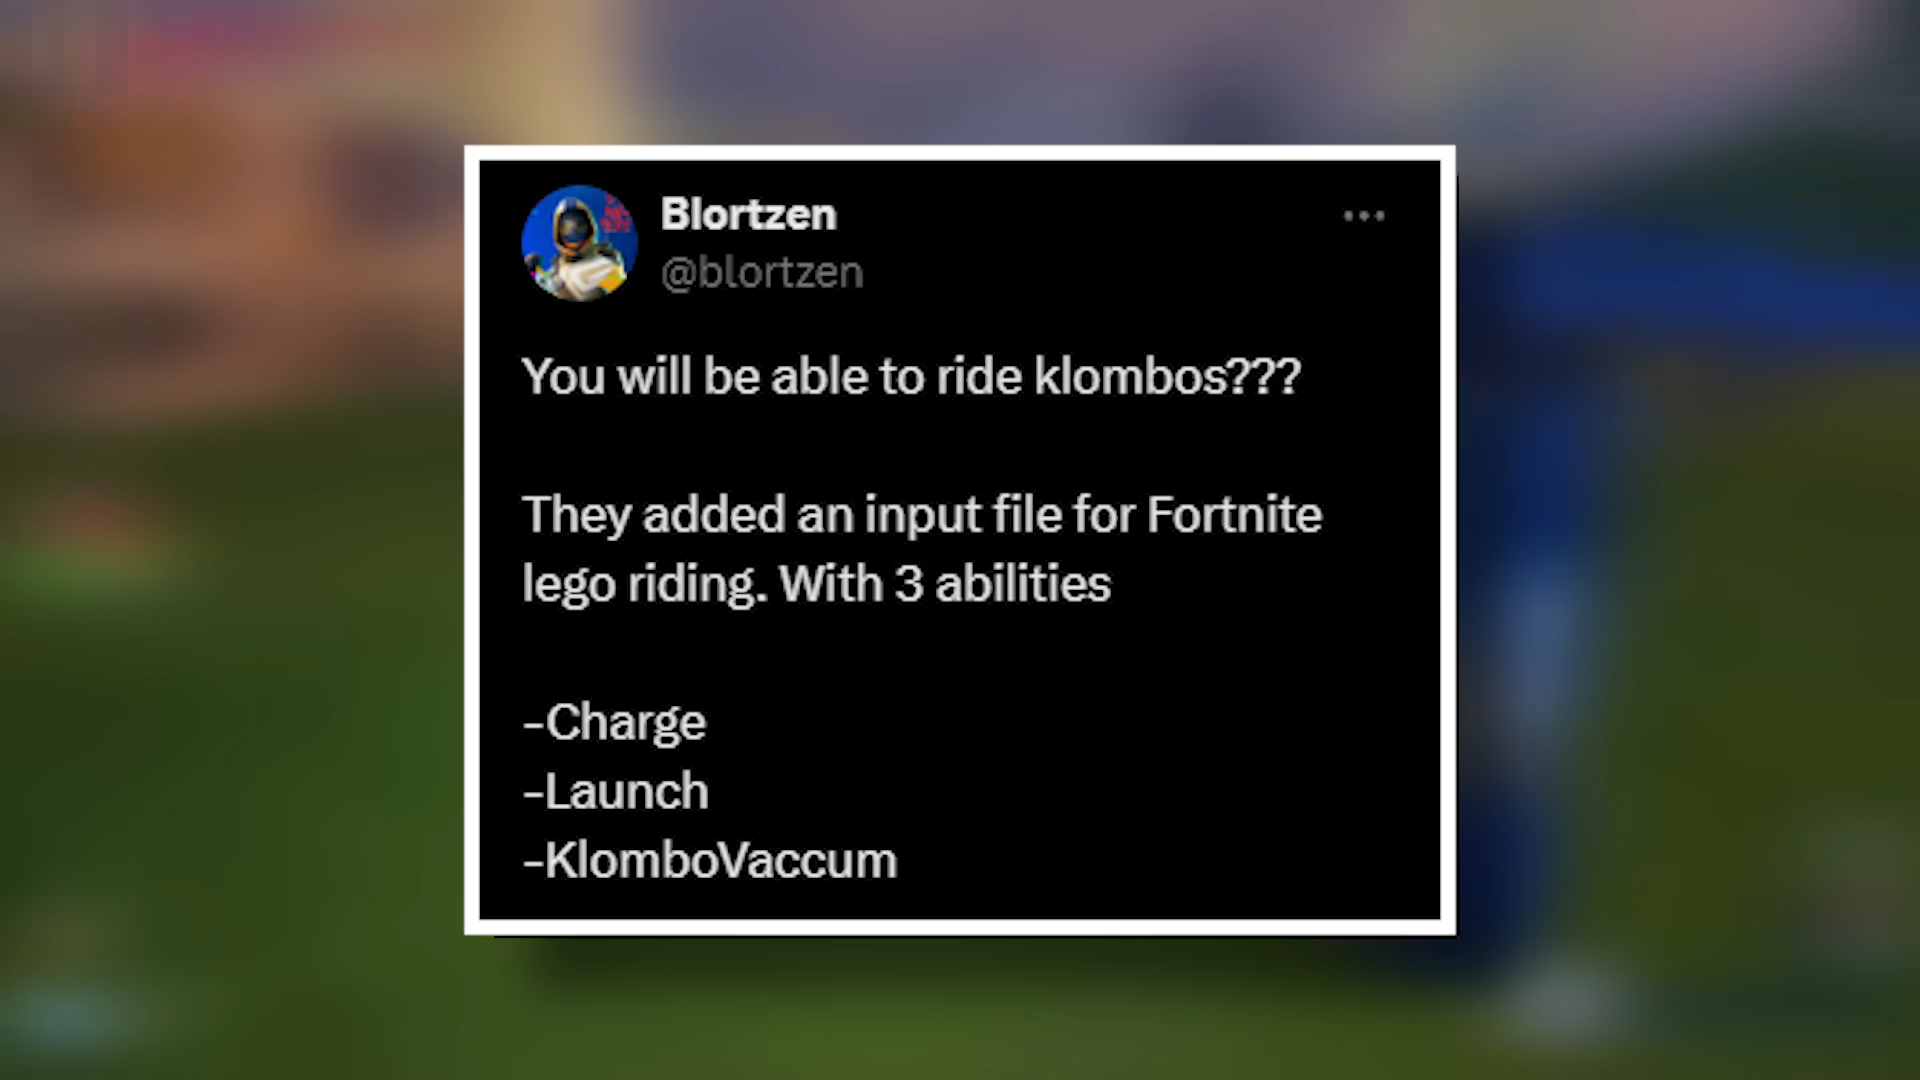 Blortzen
@blortzen
You will be able to ride klombos???
They added an input file for Fortnite
lego riding. With 3 abilities
-Charge
-Launch
-KlomboVaccum